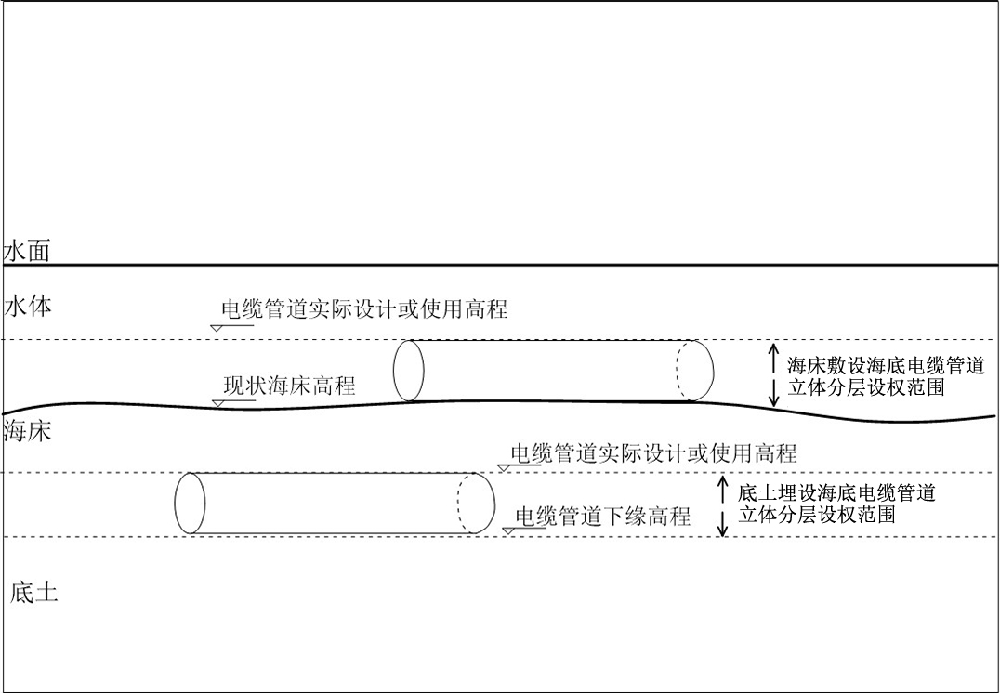 水面
水体
电缆管道实际设计或使用高程
海床敷设海底电缆管道
立体分层设权范围
现状海床高程
海床
电缆管道实际设计或使用高程
底土埋设海底电缆管道
立体分层设权范围
电缆管道下缘高程
底土